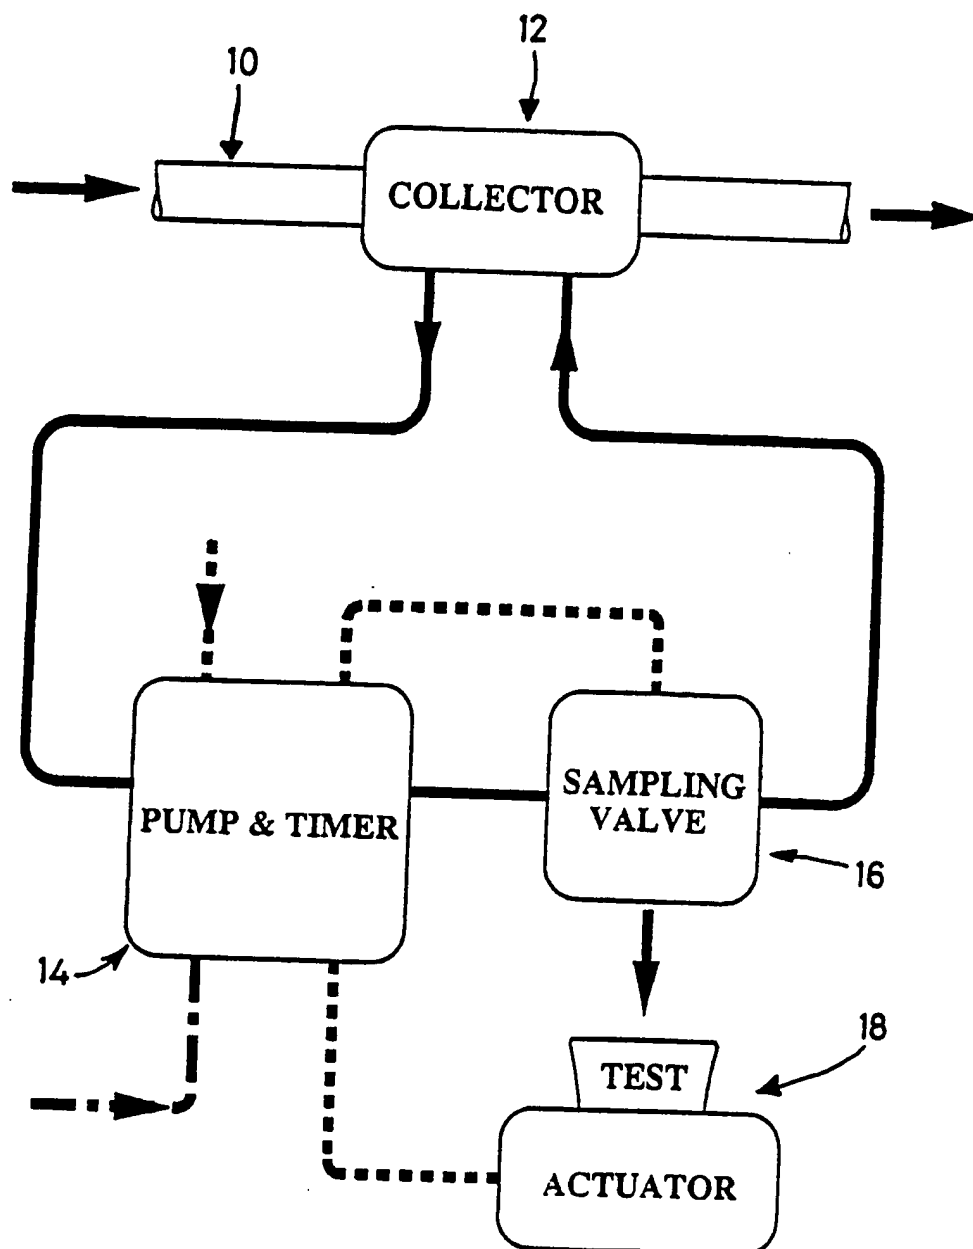 12
10
COLLECTOR
SAMPLING
VALVE
PUMP & TIMER
16
14
18
TEST
ACTUATOR